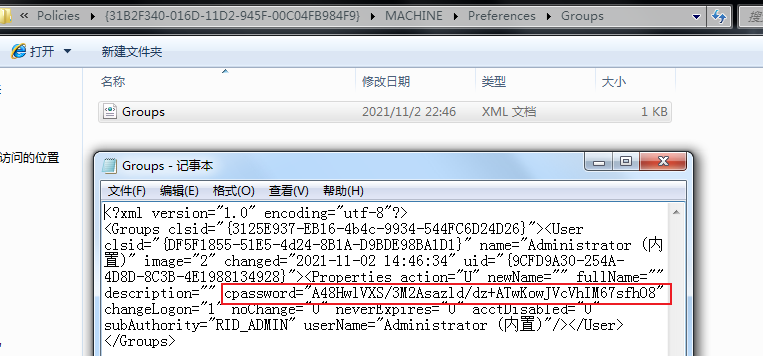 Policies ▸ {31B2F340-016D-11D2-945F-00C04FB984F9} ▸ MACHINE ▸ Preferences ▸ Groups
打开 新建文件夹
名称 修改日期 类型 大小
Groups 2021/11/2 22:46 XML 文档 1 KB
访问的位置
Groups - 记事本
文件(F) 编辑(E) 格式(O) 查看(V) 帮助(H)
<?xml version="1.0" encoding="utf-8"?>
<Groups clsid="{3125E937-EB16-4b4c-9934-544FC6D24D26}"><User
clsid="{DF5F1855-51E5-4d24-8B1A-D9BDE98BA1D1}" name="Administrator (内
置)" image="2" changed="2021-11-02 14:46:34" uid="{9CFD9A30-254A-
4D8D-8C3B-4E1988134928}"><Properties action="U" newName="" fullName=""
description="" cpassword="A48HwlVXS/3M2Asazld/dz+ATwKowJVcVhIM67sfhO8"
changeLogon="1" noChange="0" neverExpires="0" acctDisabled="0"
subAuthority="RID_ADMIN" userName="Administrator (内置)"/></User>
</Groups>